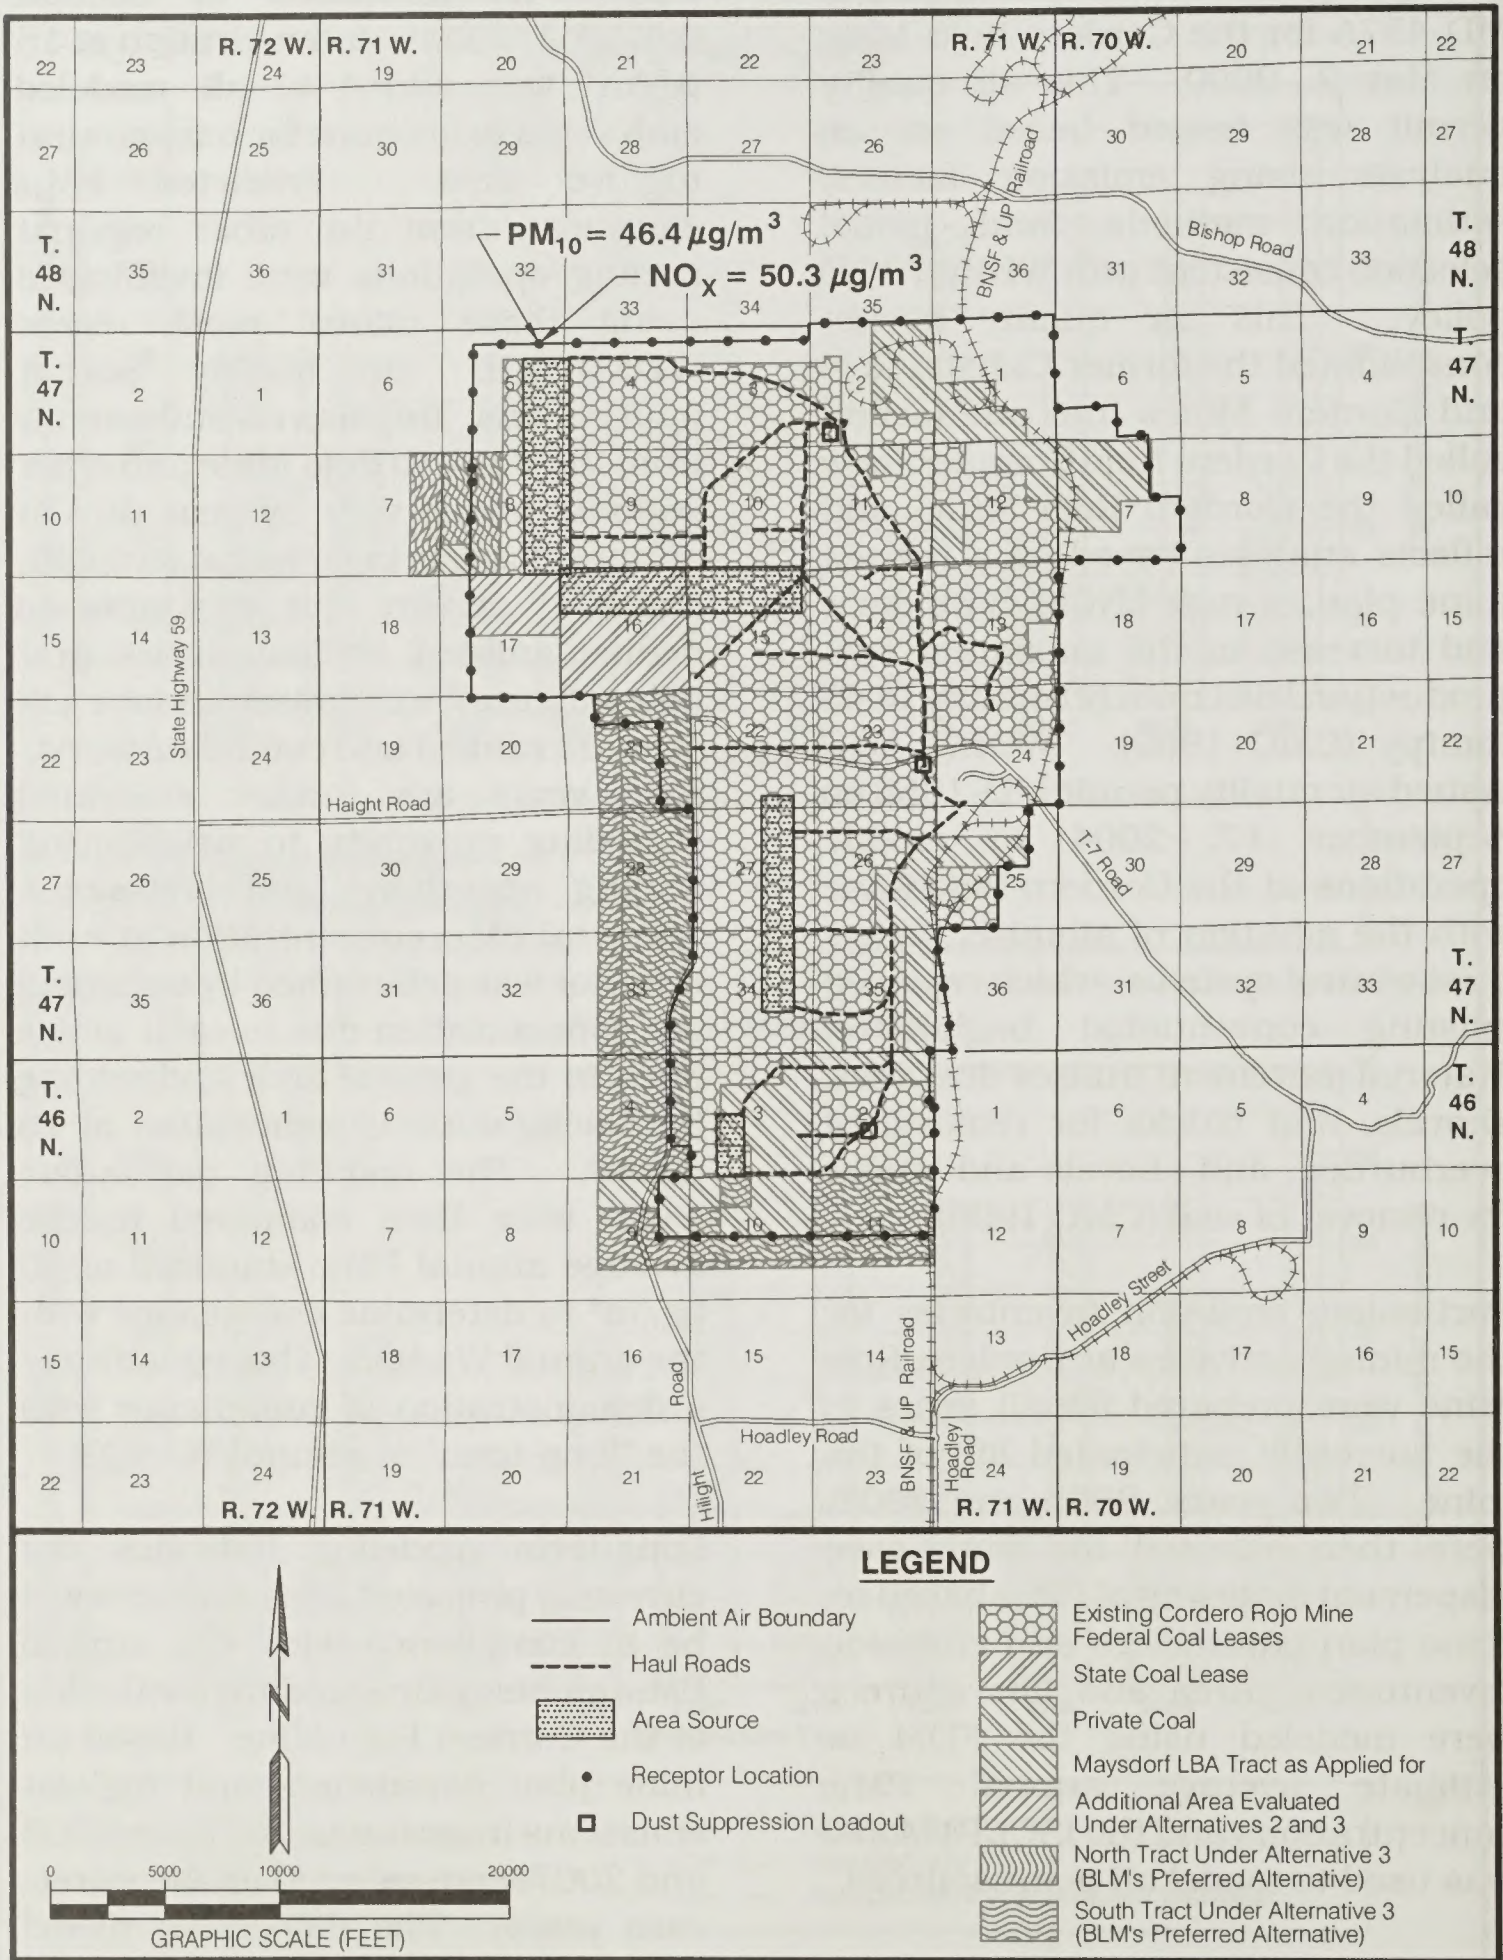 R. 72 W. R. 71 W. R. 71 W. R. 70 W.
22 23 24 19 20 21 22 23 20 21 22
27 26 25 30 29 28 27 26 30 29 28 27
BNSF & UP Railroad
T. 48 N.
35 36 31 32 33 34 35 36 31 32 33
PM10 = 46.4 µg/m³
NOX = 50.3 µg/m³
Bishop Road
T. 48 N.
T. 47 N.
2 1 6 5 4 3 2 1 6 5 4
T. 47 N.
10 11 12 7 8 9 10 11 12 7 8 9 10
15 14 13 18 17 16 15 14 13 18 17 16 15
State Highway 59
22 23 24 19 20 21 22 23 24 19 20 21 22
Haight Road
T-7 Road
27 26 25 30 29 28 27 26 25 30 29 28 27
T. 47 N.
35 36 31 32 33 34 35 36 31 32 33
T. 47 N.
T. 46 N.
2 1 6 5 4 3 2 1 6 5 4
T. 46 N.
10 11 12 7 8 9 10 11 12 7 8 9 10
Hoadley Street
15 14 13 18 17 16 15 14 13 18 17 16 15
BNSF & UP Railroad
Hilight Road
Hoadley Road
Hoadley Road
22 23 24 19 20 21 22 23 24 19 20 21 22
R. 72 W. R. 71 W. R. 71 W. R. 70 W.
LEGEND
Ambient Air Boundary
Haul Roads
Area Source
Receptor Location
Dust Suppression Loadout
Existing Cordero Rojo Mine
Federal Coal Leases
State Coal Lease
Private Coal
Maysdorf LBA Tract as Applied for
Additional Area Evaluated
Under Alternatives 2 and 3
North Tract Under Alternative 3
(BLM's Preferred Alternative)
South Tract Under Alternative 3
(BLM's Preferred Alternative)
N
0 5000 10000 20000
GRAPHIC SCALE (FEET)